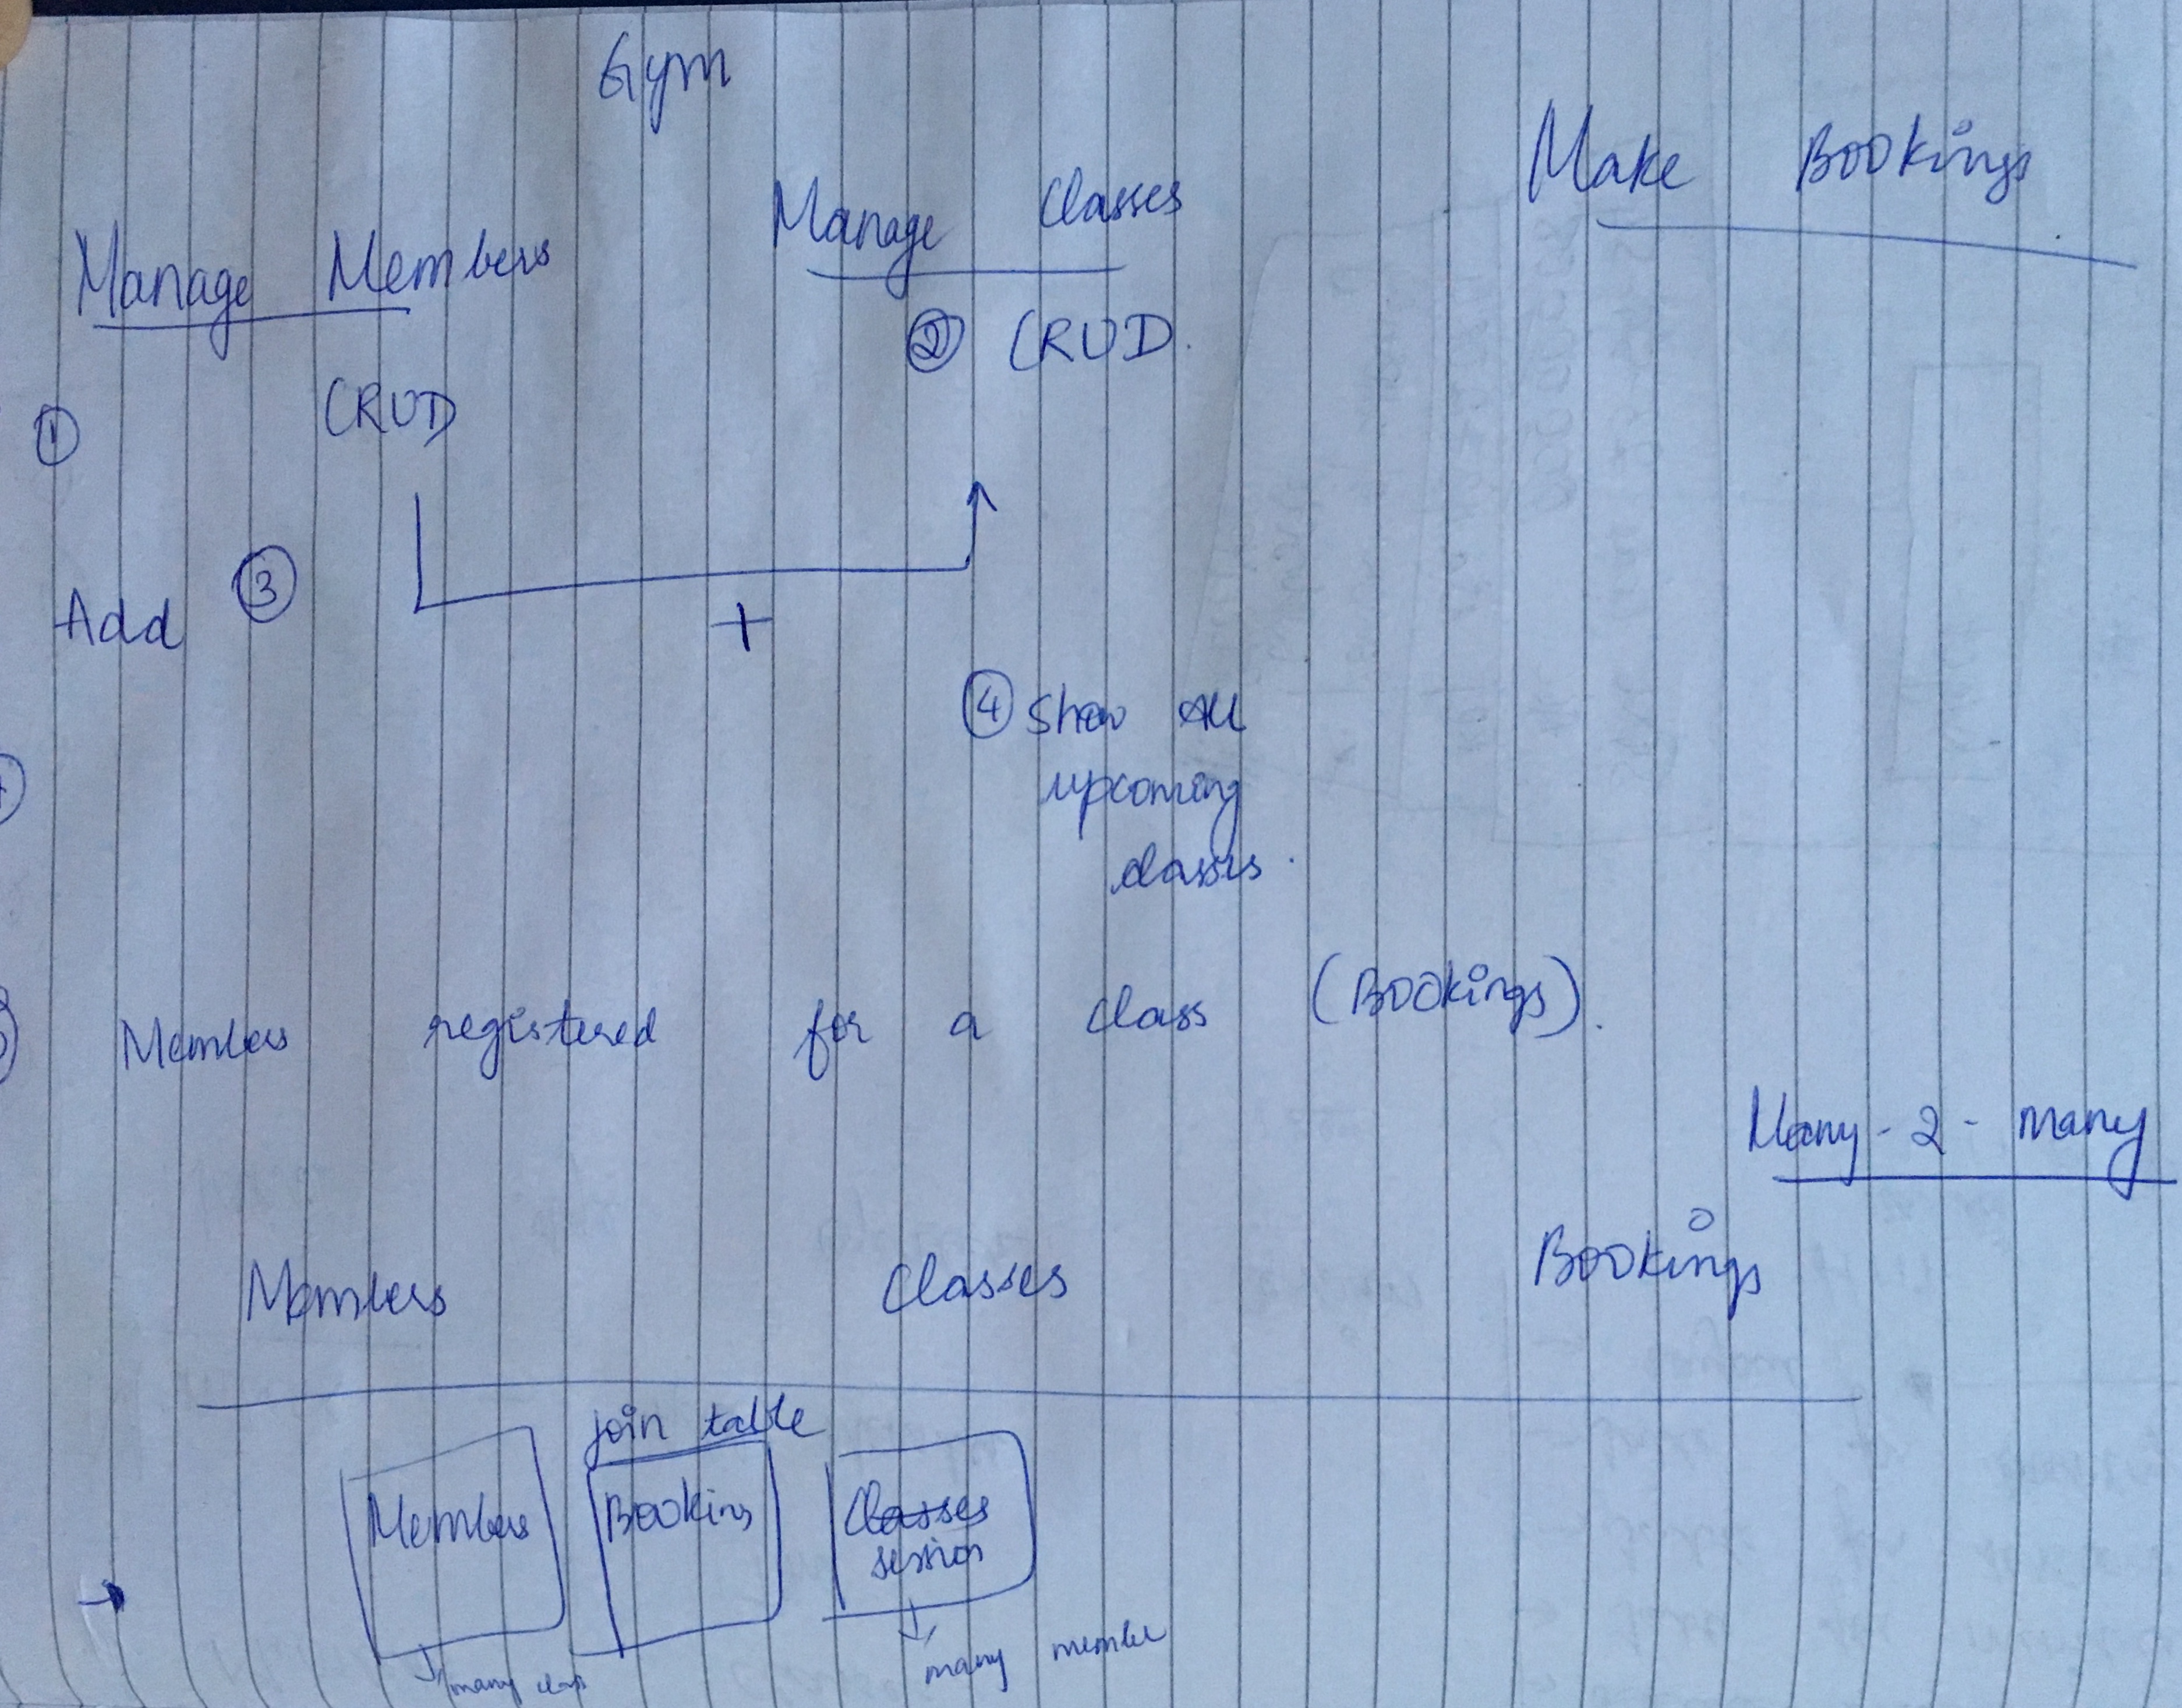 Gym
Make Bookings
Manage Classes
Manage Members
② CRUD.
① CRUD
Add ③
+
④ Show All
upcoming
classes.
Members registered for a class (Bookings).
Many-2-many
Members Classes Bookings
join table
Members Booking Classes
session
many class many member